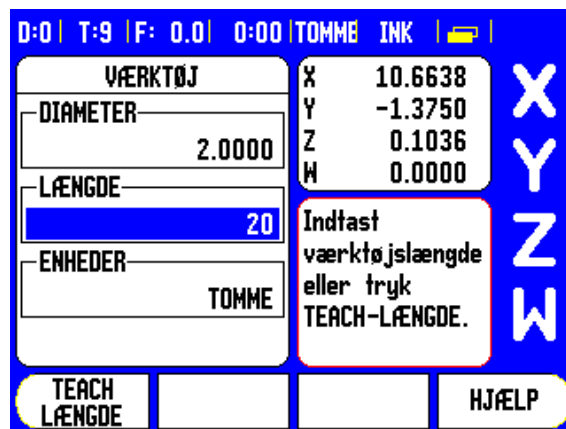 D:0 | T:9 | F: 0.0 | 0:00 | TOMME INK
VÆRKTØJ
DIAMETER
2.0000
LÆNGDE
20
ENHEDER
TOMME
X 10.6638
Y -1.3750
Z 0.1036
W 0.0000
Indtast
værktøjslængde
eller tryk
TEACH-LÆNGDE.
X
Y
Z
W
TEACH
LÆNGDE
HJÆLP